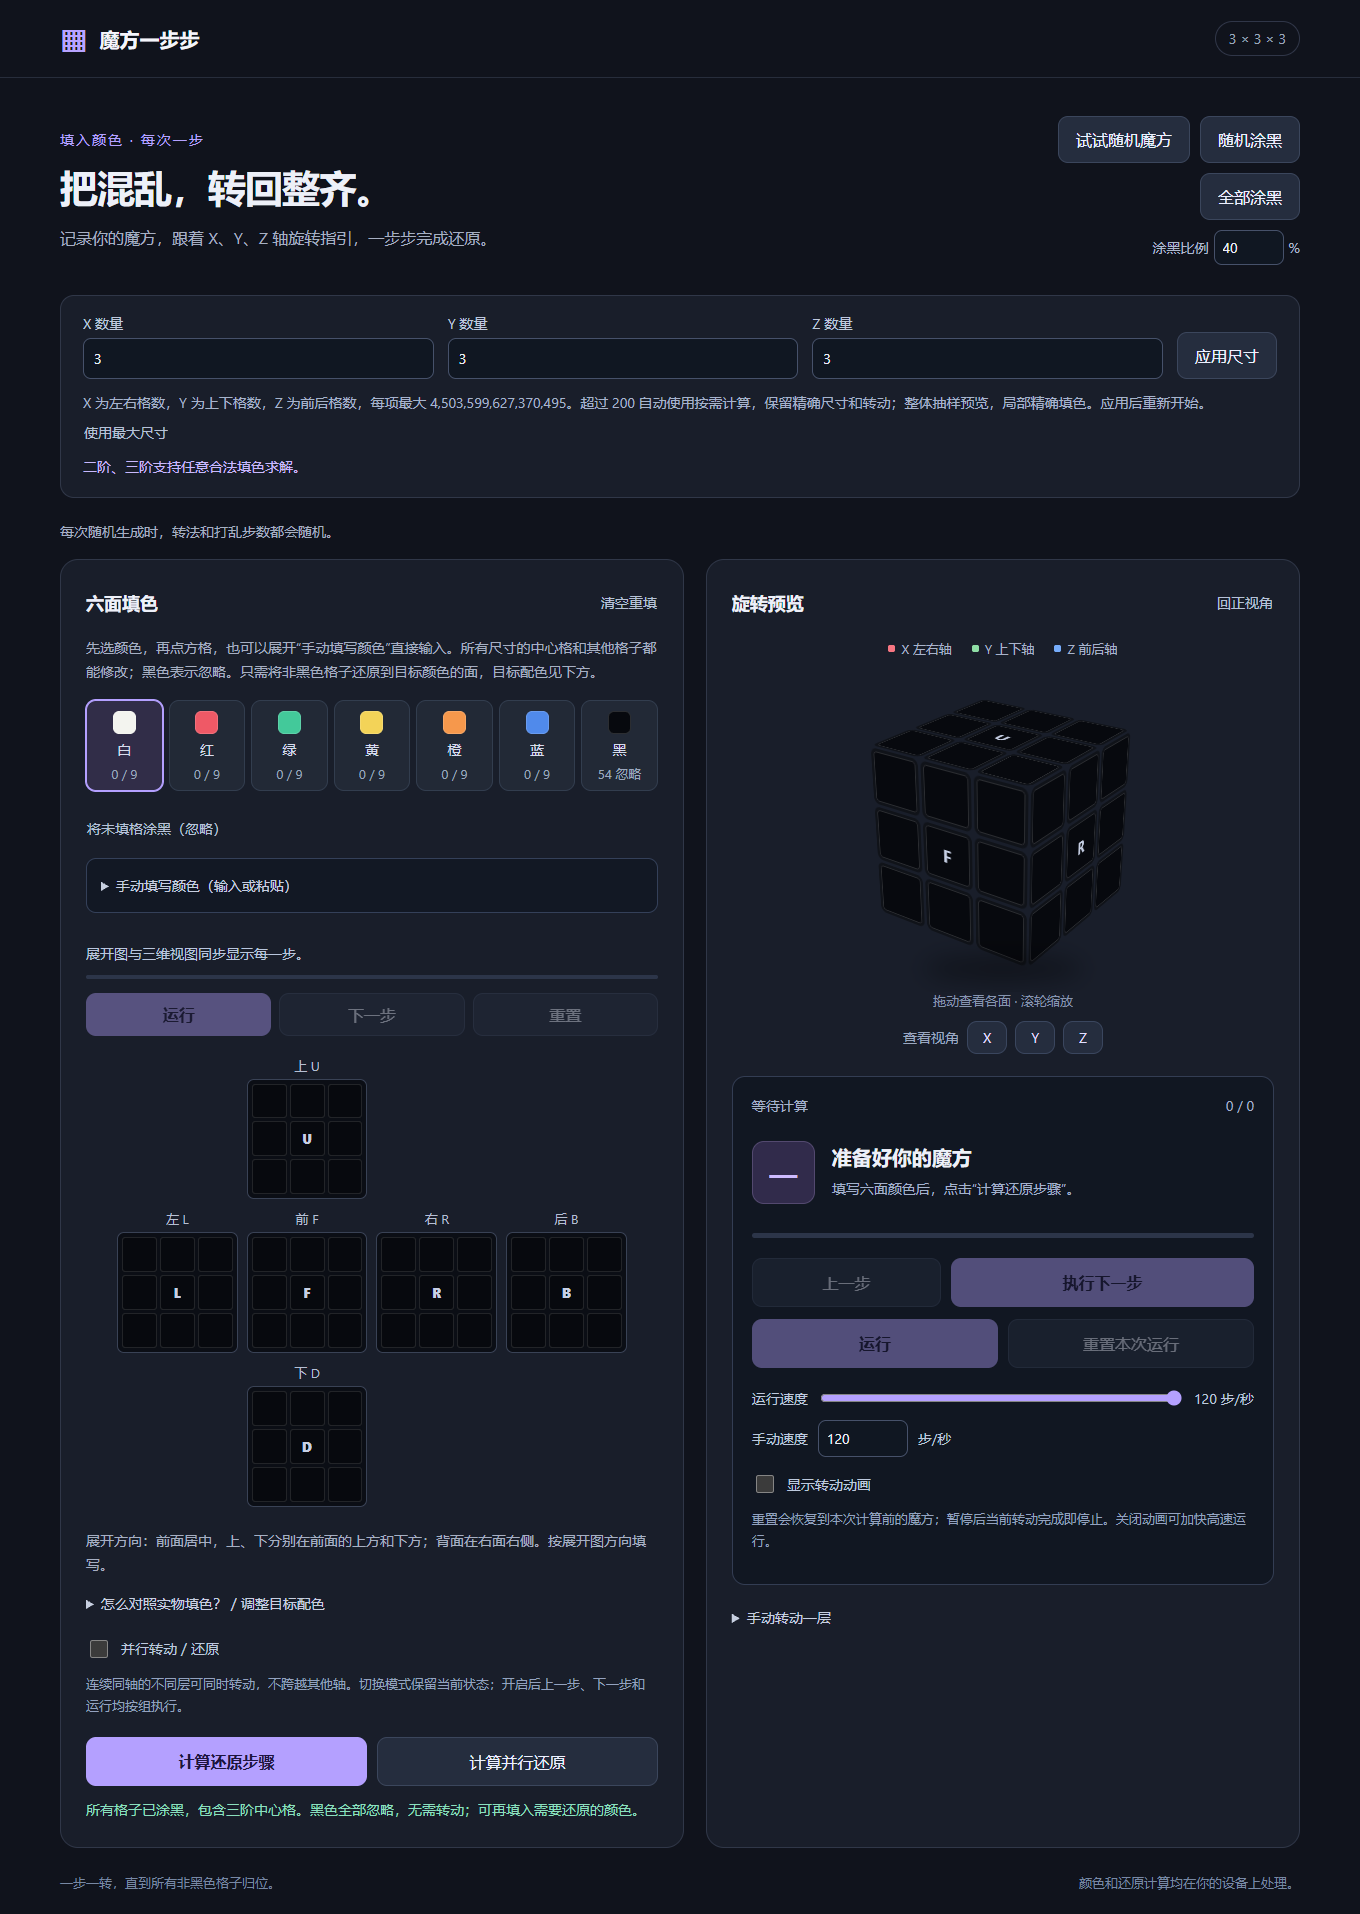 魔方一步步
3 × 3 × 3
填入颜色 · 每次一步
把混乱，转回整齐。
记录你的魔方，跟着 X、Y、Z 轴旋转指引，一步步完成还原。
试试随机魔方
随机涂黑
全部涂黑
涂黑比例 40 %
X 数量
Y 数量
Z 数量
3
3
3
应用尺寸
X 为左右格数，Y 为上下格数，Z 为前后格数，每项最大 4,503,599,627,370,495。超过 200 自动使用按需计算，保留精确尺寸和转动；整体抽样预览，局部精确填色。应用后重新开始。
使用最大尺寸
二阶、三阶支持任意合法填色求解。
每次随机生成时，转法和打乱步数都会随机。
六面填色
清空重填
先选颜色，再点方格，也可以展开“手动填写颜色”直接输入。所有尺寸的中心格和其他格子都
能修改；黑色表示忽略。只需将非黑色格子还原到目标颜色的面，目标配色见下方。
白
红
绿
黄
橙
蓝
黑
0 / 9
0 / 9
0 / 9
0 / 9
0 / 9
0 / 9
54 忽略
将未填格涂黑（忽略）
▶ 手动填写颜色（输入或粘贴）
展开图与三维视图同步显示每一步。
运行
下一步
重置
上 U
U
左 L
前 F
右 R
后 B
L
F
R
B
下 D
D
展开方向：前面居中，上、下分别在前面的上方和下方；背面在右面右侧。按展开图方向填
写。
▶ 怎么对照实物填色？ / 调整目标配色
并行转动 / 还原
连续同轴的不同层可同时转动，不跨越其他轴。切换模式保留当前状态；开启后上一步、下一步和
运行均按组执行。
计算还原步骤
计算并行还原
所有格子已涂黑，包含三阶中心格。黑色全部忽略，无需转动；可再填入需要还原的颜色。
旋转预览
回正视角
X 左右轴
Y 上下轴
Z 前后轴
U
F
R
拖动查看各面 · 滚轮缩放
查看视角
X
Y
Z
等待计算
0 / 0
—
准备好你的魔方
填写六面颜色后，点击“计算还原步骤”。
上一步
执行下一步
运行
重置本次运行
运行速度
120 步/秒
手动速度 120 步/秒
显示转动动画
重置会恢复到本次计算前的魔方；暂停后当前转动完成即停止。关闭动画可加快高速运
行。
▶ 手动转动一层
一步一转，直到所有非黑色格子归位。
颜色和还原计算均在你的设备上处理。